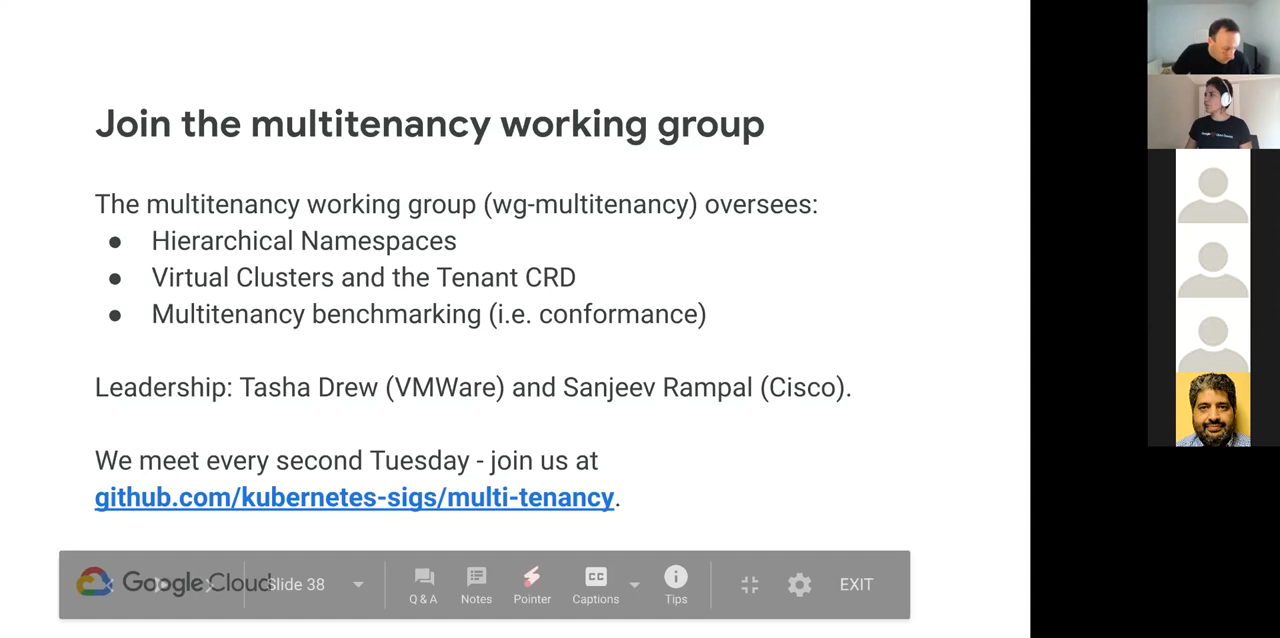 Join the multitenancy working group
The multitenancy working group (wg-multitenancy) oversees:
● Hierarchical Namespaces
● Virtual Clusters and the Tenant CRD
● Multitenancy benchmarking (i.e. conformance)
Leadership: Tasha Drew (VMWare) and Sanjeev Rampal (Cisco).
We meet every second Tuesday - join us at
github.com/kubernetes-sigs/multi-tenancy.
Google Cloud
Slide 38
Q & A
Notes
Pointer
CC
Captions
Tips
EXIT